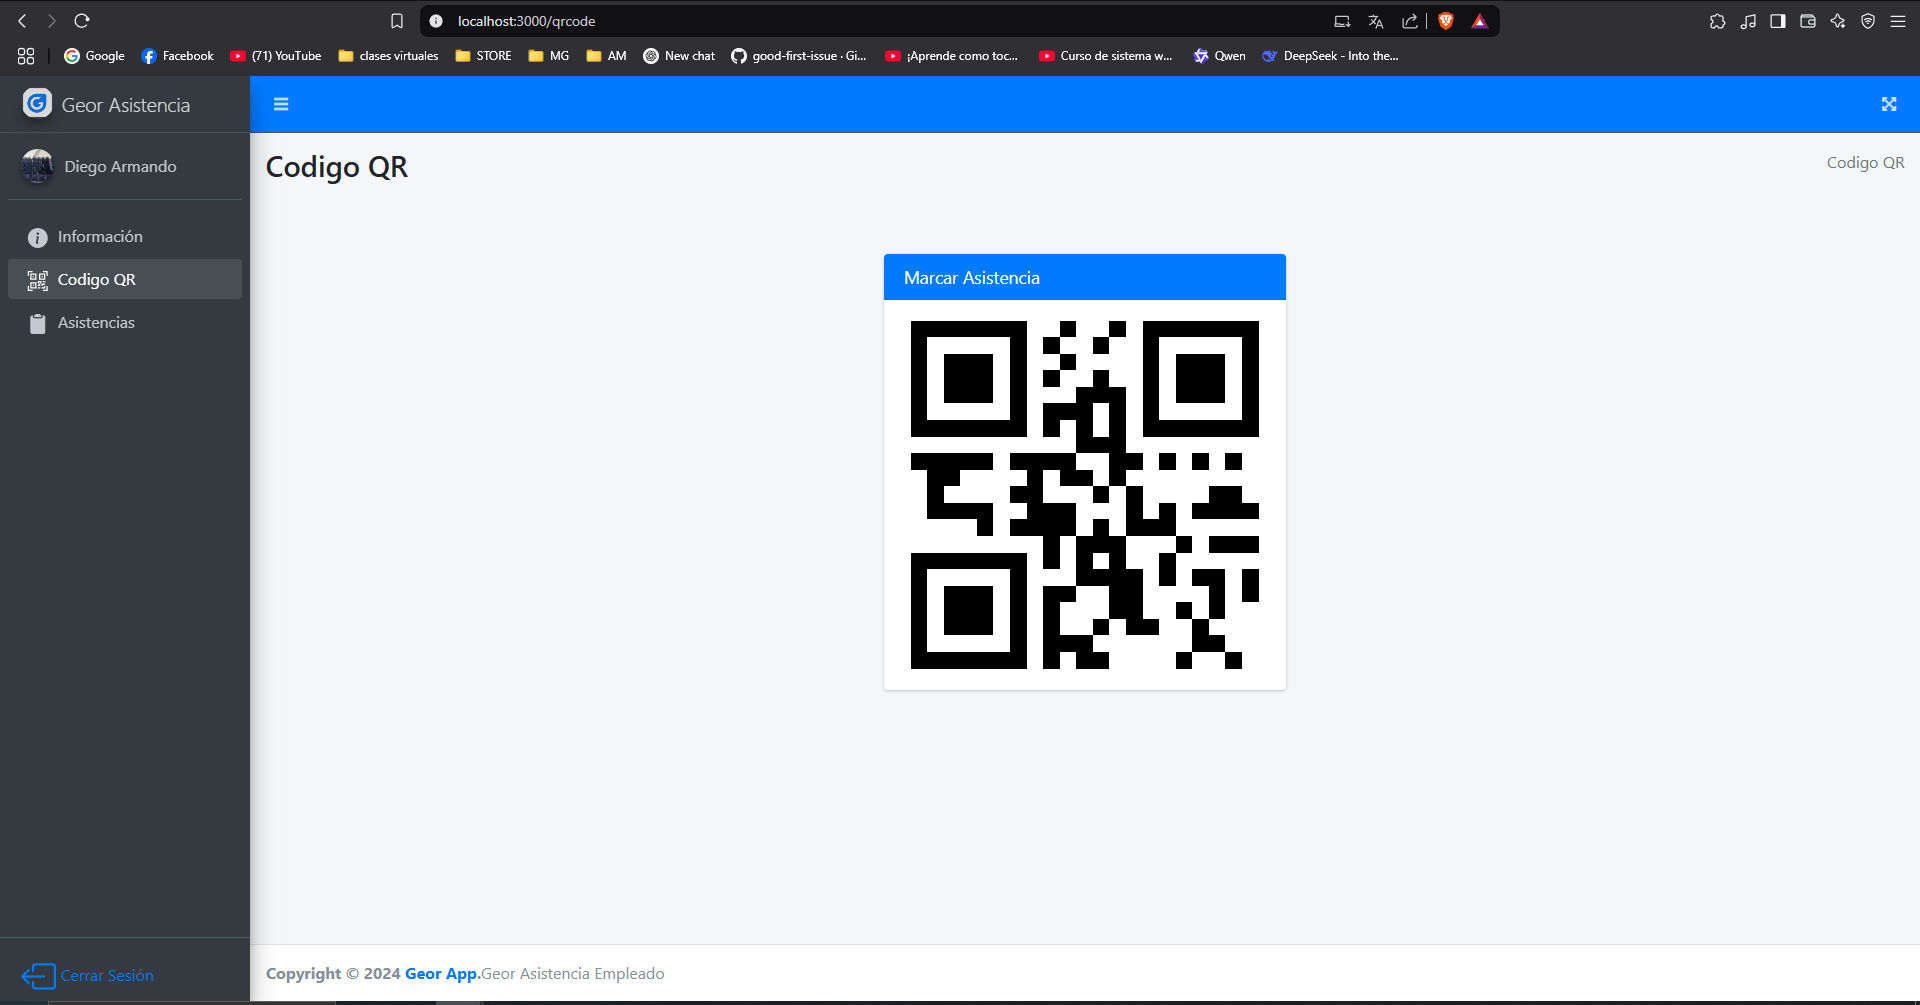 localhost:3000/qrcode
Google Facebook (71) YouTube clases virtuales STORE MG AM New chat good-first-issue · Gi... ¡Aprende como toc... Curso de sistema w... Qwen DeepSeek - Into the...
Geor Asistencia
Diego Armando
Información
Codigo QR
Asistencias
Cerrar Sesión
Codigo QR
Codigo QR
Marcar Asistencia
Copyright © 2024 Geor App.Geor Asistencia Empleado